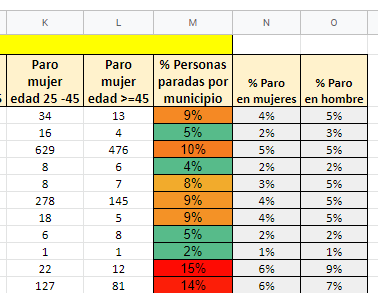 K L M N O
Paro Paro % Personas
mujer mujer paradas por % Paro % Paro
edad 25 -45 edad >=45 municipio en mujeres en hombre
34 13 9% 4% 5%
16 4 5% 2% 3%
629 476 10% 5% 5%
8 6 4% 2% 2%
8 7 8% 3% 5%
278 145 9% 4% 5%
18 5 9% 4% 5%
6 8 5% 2% 2%
1 1 2% 1% 1%
22 12 15% 6% 9%
127 81 14% 6% 7%